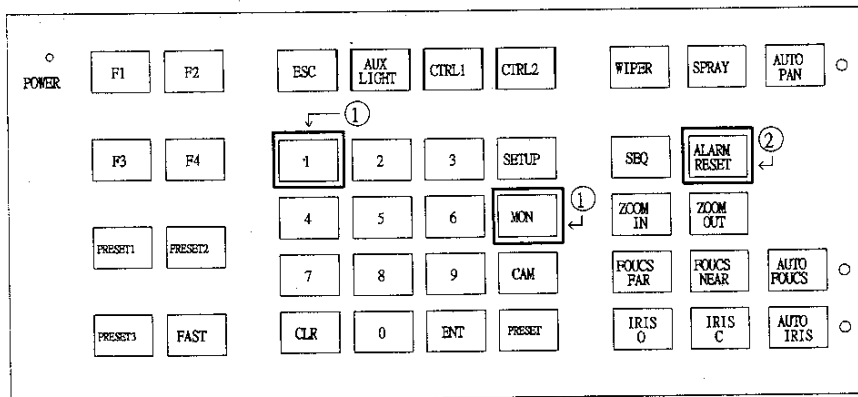 POWER
F1
F2
ESC
AUX
LIGHT
CTRL1
CTRL2
WIPER
SPRAY
AUTO
PAN
①
②
F3
F4
1
2
3
SETUP
SEQ
ALARM
RESET
①
4
5
6
MON
ZOOM
IN
ZOOM
OUT
PRESET1
PRESET2
7
8
9
CAM
FOUCS
FAR
FOUCS
NEAR
AUTO
FOUCS
PRESET3
FAST
CLR
0
ENT
PRESET
IRIS
O
IRIS
C
AUTO
IRIS